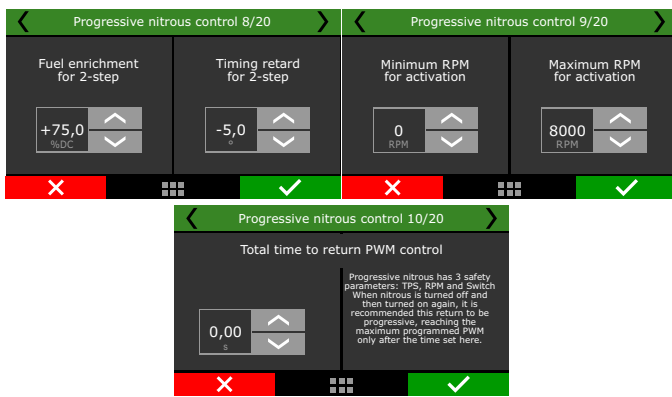 Progressive nitrous control 8/20
Fuel enrichment
for 2-step
Timing retard
for 2-step
+75,0
%DC
-5,0
°
Progressive nitrous control 9/20
Minimum RPM
for activation
Maximum RPM
for activation
0
RPM
8000
RPM
Progressive nitrous control 10/20
Total time to return PWM control
0,00
s
Progressive nitrous has 3 safety
parameters: TPS, RPM and Switch
When nitrous is turned off and
then turned on again, it is
recommended this return to be
progressive, reaching the
maximum programmed PWM
only after the time set here.